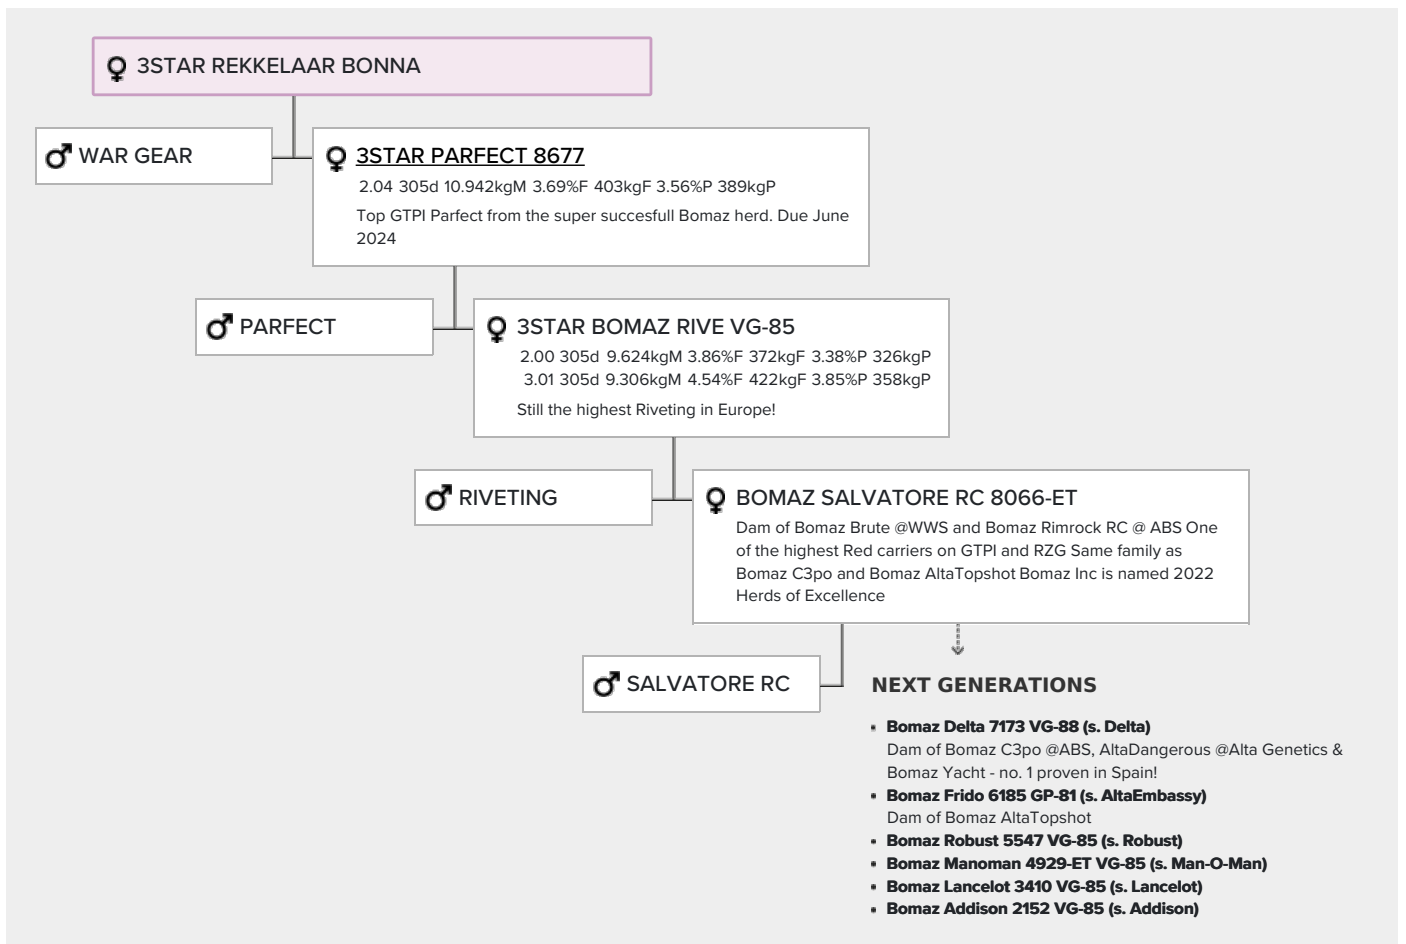 3STAR REKKELAAR BONNA
WAR GEAR
3STAR PARFECT 8677
2.04 305d 10.942kgM 3.69%F 403kgF 3.56%P 389kgP
Top GTPI Parfect from the super succesfull Bomaz herd. Due June
2024
PARFECT
3STAR BOMAZ RIVE VG-85
2.00 305d 9.624kgM 3.86%F 372kgF 3.38%P 326kgP
3.01 305d 9.306kgM 4.54%F 422kgF 3.85%P 358kgP
Still the highest Riveting in Europe!
RIVETING
BOMAZ SALVATORE RC 8066-ET
Dam of Bomaz Brute @WWS and Bomaz Rimrock RC @ ABS One
of the highest Red carriers on GTPI and RZG Same family as
Bomaz C3po and Bomaz AltaTopshot Bomaz Inc is named 2022
Herds of Excellence
SALVATORE RC
NEXT GENERATIONS
Bomaz Delta 7173 VG-88 (s. Delta)
Dam of Bomaz C3po @ABS, AltaDangerous @Alta Genetics &
Bomaz Yacht - no. 1 proven in Spain!
Bomaz Frido 6185 GP-81 (s. AltaEmbassy)
Dam of Bomaz AltaTopshot
Bomaz Robust 5547 VG-85 (s. Robust)
Bomaz Manoman 4929-ET VG-85 (s. Man-O-Man)
Bomaz Lancelot 3410 VG-85 (s. Lancelot)
Bomaz Addison 2152 VG-85 (s. Addison)